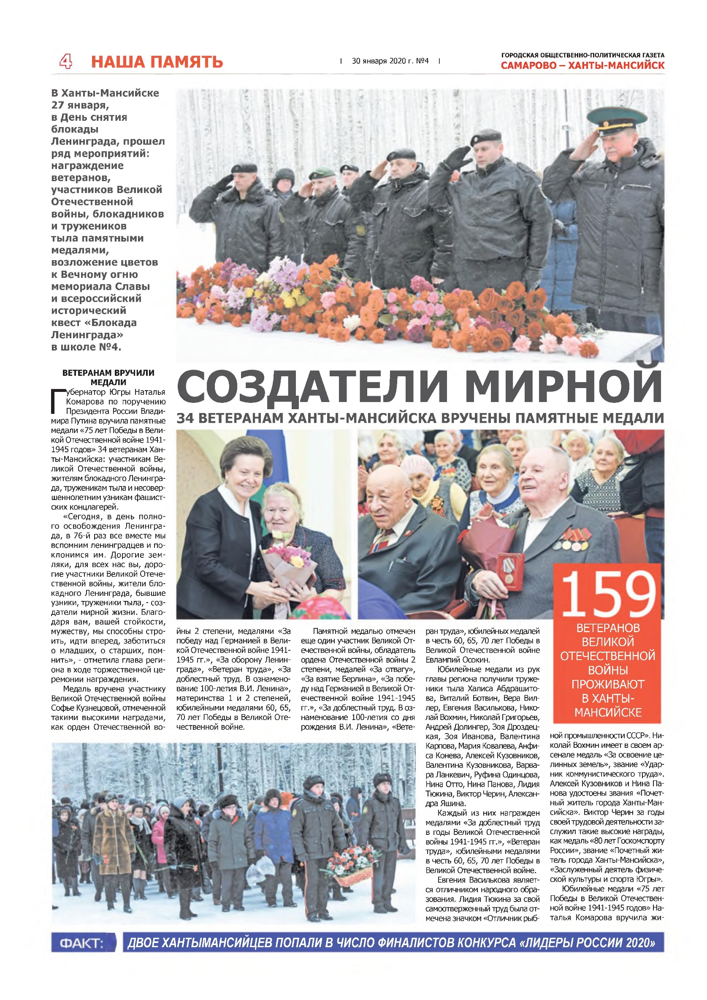 4 НАША ПАМЯТЬ
30 января 2020 г. №4
ГОРОДСКАЯ ОБЩЕСТВЕННО-ПОЛИТИЧЕСКАЯ ГАЗЕТА
САМАРОВО – ХАНТЫ-МАНСИЙСК
В Ханты-Мансийске
27 января,
в День снятия
блокады
Ленинграда, прошел
ряд мероприятий:
награждение
ветеранов,
участников Великой
Отечественной
войны, блокадников
и тружеников
тыла памятными
медалями,
возложение цветов
к Вечному огню
мемориала Славы
и всероссийский
исторический
квест «Блокада
Ленинграда»
в школе №4.
СОЗДАТЕЛИ МИРНОЙ
34 ВЕТЕРАНАМ ХАНТЫ-МАНСИЙСКА ВРУЧЕНЫ ПАМЯТНЫЕ МЕДАЛИ
ВЕТЕРАНАМ ВРУЧИЛИ
МЕДАЛИ
Губернатор Югры Наталья
Комарова по поручению
Президента России Влади-
мира Путина вручила памятные
медали «75 лет Победы в Вели-
кой Отечественной войне 1941-
1945 годов» 34 ветеранам Хан-
ты-Мансийска: участникам Ве-
ликой Отечественной войны,
жителям блокадного Ленингра-
да, труженикам тыла и несовер-
шеннолетним узникам фашист-
ских концлагерей.
«Сегодня, в день полно-
го освобождения Ленингра-
да, в 76-й раз все вместе мы
вспомним ленинградцев и по-
клонимся им. Дорогие зем-
ляки, для всех нас вы, доро-
гие участники Великой Отече-
ственной войны, жители бло-
кадного Ленинграда, бывшие
узники, труженики тыла, - соз-
датели мирной жизни. Благо-
даря вам, вашей стойкости,
мужеству, мы способны стро-
ить, идти вперед, заботиться
о младших, о старших, пом-
нить», - отметила глава реги-
она в ходе торжественной це-
ремонии награждения.
Медаль вручена участнику
Великой Отечественной войны
Софье Кузнецовой, отмеченной
такими высокими наградами,
как орден Отечественной во-
йны 2 степени, медалями «За
победу над Германией в Вели-
кой Отечественной войне 1941-
1945 гг.», «За оборону Ленин-
града», «Ветеран труда», «За
доблестный труд. В ознамено-
вание 100-летия В.И. Ленина»,
материнства 1 и 2 степеней,
юбилейными медалями 60, 65,
70 лет Победы в Великой Оте-
чественной войне.
Памятной медалью отмечен
еще один участник Великой От-
ечественной войны, обладатель
ордена Отечественной войны 2
степени, медалей «За отвагу»,
«За взятие Берлина», «За побе-
ду над Германией в Великой От-
ечественной войне 1941-1945
гг.», «За доблестный труд. В оз-
наменование 100-летия со дня
рождения В.И. Ленина», «Вете-
ран труда», юбилейных медалей
в честь 60, 65, 70 лет Победы в
Великой Отечественной войне
Евлампий Осокин.
Юбилейные медали из рук
главы региона получили труже-
ники тыла Халиса Абдрашито-
ва, Виталий Ботвин, Вера Вил-
лер, Евгения Василькова, Нико-
лай Вохмин, Николай Григорьев,
Андрей Долингер, Зоя Дроздец-
кая, Зоя Иванова, Валентина
Карпова, Мария Ковалева, Анфи-
са Конева, Алексей Кузовников,
Валентина Кузовникова, Варва-
ра Ланкевич, Руфина Одинцова,
Нина Отто, Нина Панова, Лидия
Тюкина, Виктор Черин, Алексан-
дра Яшина.
Каждый из них награжден
медалями «За доблестный труд
в годы Великой Отечественной
войны 1941-1945 гг.», «Ветеран
труда», юбилейными медалями
в честь 60, 65, 70 лет Победы в
Великой Отечественной войне.
Евгения Василькова являет-
ся отличником народного обра-
зования. Лидия Тюкина за свой
самоотверженный труд была от-
мечена значком «Отличник рыб-
159
ВЕТЕРАНОВ
ВЕЛИКОЙ
ОТЕЧЕСТВЕННОЙ
ВОЙНЫ
ПРОЖИВАЮТ
В ХАНТЫ-
МАНСИЙСКЕ
ной промышленности СССР». Ни-
колай Вохмин имеет в своем ар-
сенале медаль «За освоение це-
линных земель», звание «Удар-
ник коммунистического труда».
Алексей Кузовников и Нина Па-
нова удостоены звания «Почет-
ный житель города Ханты-Ман-
сийска». Виктор Черин за годы
своей трудовой деятельности за-
служил такие высокие награды,
как медаль «80 лет Госкомспорту
России», звание «Почетный жи-
тель города Ханты-Мансийска»,
«Заслуженный деятель физиче-
ской культуры и спорта Югры».
Юбилейные медали «75 лет
Победы в Великой Отечествен-
ной войне 1941-1945 годов» На-
талья Комарова вручила жи-
ФАКТ: ДВОЕ ХАНТЫМАНСИЙЦЕВ ПОПАЛИ В ЧИСЛО ФИНАЛИСТОВ КОНКУРСА «ЛИДЕРЫ РОССИИ 2020»